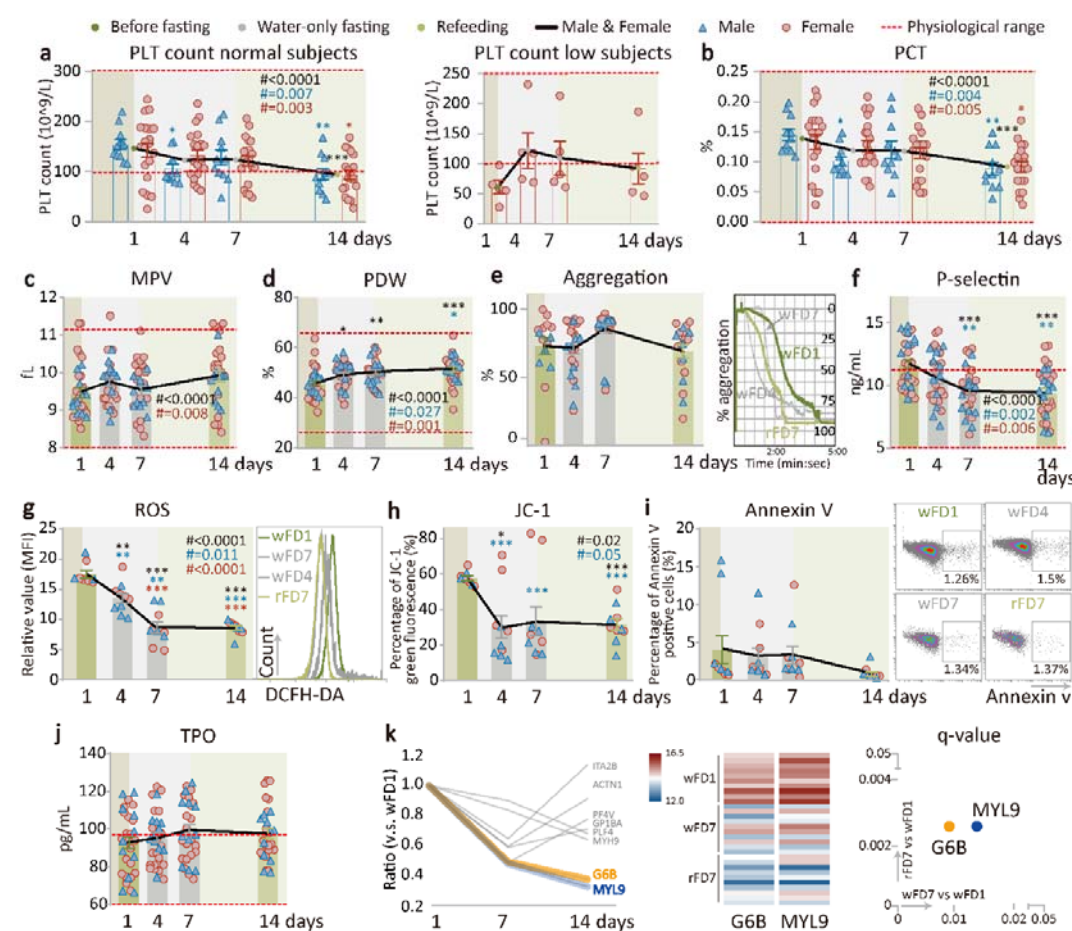 Before fasting Water-only fasting Refeeding Male & Female Male Female Physiological range
a PLT count normal subjects
PLT count (10^9/L)
300
200
100
0
#<0.0001
#=0.007
#=0.003
*
**
***
*
1 4 7 14 days
PLT count low subjects
PLT count (10^9/L)
250
200
150
100
50
0
1 4 7 14 days
b PCT
%
0.25
0.20
0.15
0.10
0.05
0.00
#<0.0001
#=0.004
#=0.005
*
**
***
*
1 4 7 14 days
c MPV
fL
12
11
10
9
8
#<0.0001
#=0.008
1 4 7 14 days
d PDW
%
80
60
40
20
*
**
***
*
#<0.0001
#=0.027
#=0.001
1 4 7 14 days
e Aggregation
%
100
50
0
1 4 7 14 days
% aggregation
wFD7
wFD1
wFD4
rFD7
0
25
50
75
100
2:00 5:00
Time (min:sec)
f P-selectin
ng/mL
15
10
5
***
**
***
**
#<0.0001
#=0.002
#=0.006
1 4 7 14
days
g ROS
Relative value (MFI)
25
20
15
10
5
0
**
**
***
**
***
#<0.0001
#=0.011
#<0.0001
***
***
***
1 4 7 14
wFD1
wFD7
wFD4
rFD7
Count
DCFH-DA
h JC-1
Percentage of JC-1
green fluorescence (%)
80
60
40
20
0
*
***
***
#=0.02
#=0.05
***
***
1 4 7 14
i Annexin V
Percentage of Annexin V
positive cells (%)
20
15
10
5
0
1 4 7 14 days
wFD1 wFD4
1.26% 1.5%
wFD7 rFD7
1.34% 1.37%
Annexin v
j TPO
pg/mL
140
120
100
80
60
1 4 7 14 days
k
Ratio (v.s. wFD1)
1.2
1.0
0.8
0.6
0.4
0.2
ITA2B
ACTN1
PF4V
GP1BA
PLF4
MYH9
G6B
MYL9
1 7 14 days
16.5
12.0
wFD1
wFD7
rFD7
G6B MYL9
q-value
rFD7 vs wFD1
0.05
0.004
0.002
0
MYL9
G6B
wFD7 vs wFD1
0 0.01 0.02 0.05